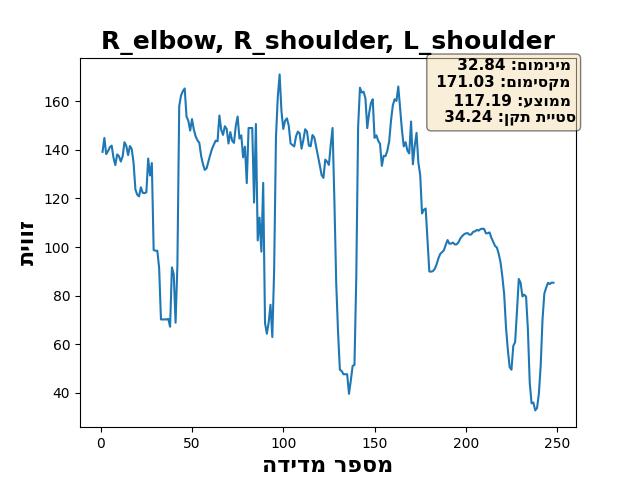 R_elbow, R_shoulder, L_shoulder
מינימום: 32.84
מקסימום: 171.03
ממוצע: 117.19
סטיית תקן: 34.24
זווית
160
140
120
100
80
60
40
0 50 100 150 200 250
מספר מדידה